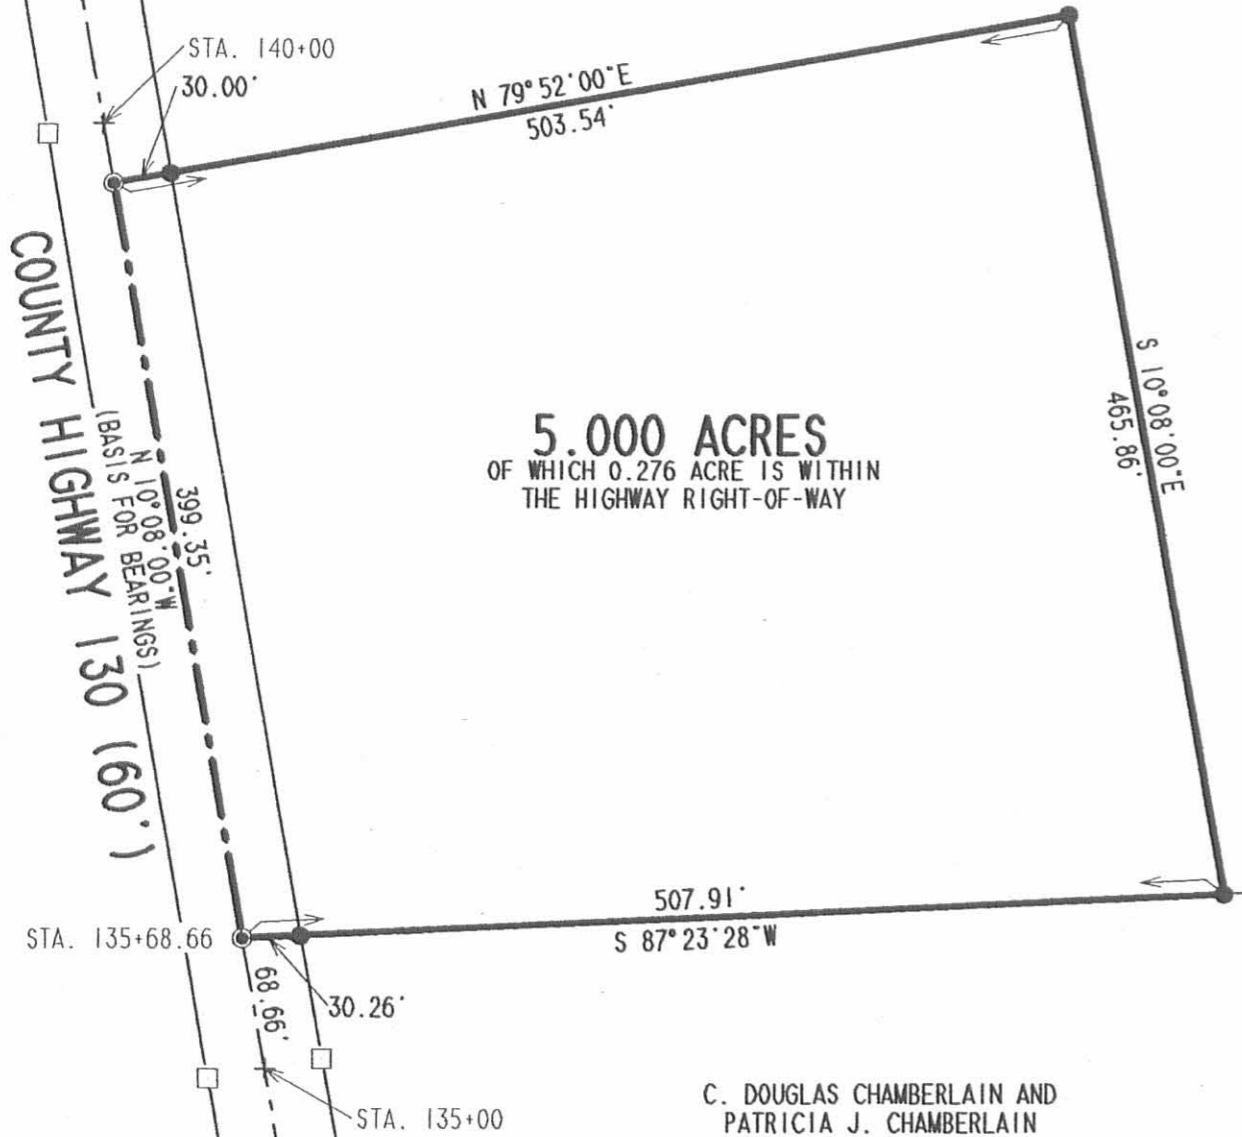 STA. 140+00
30.00'
N 79°52'00"E
503.54'
COUNTY HIGHWAY 130 (60')
(BASIS FOR BEARINGS)
N 10°08'00"W
399.35'
5.000 ACRES
OF WHICH 0.276 ACRE IS WITHIN
THE HIGHWAY RIGHT-OF-WAY
S 10°08'00"E
465.86'
507.91'
S 87°23'28"W
STA. 135+68.66
68.66'
30.26'
STA. 135+00
C. DOUGLAS CHAMBERLAIN AND
PATRICIA J. CHAMBERLAIN